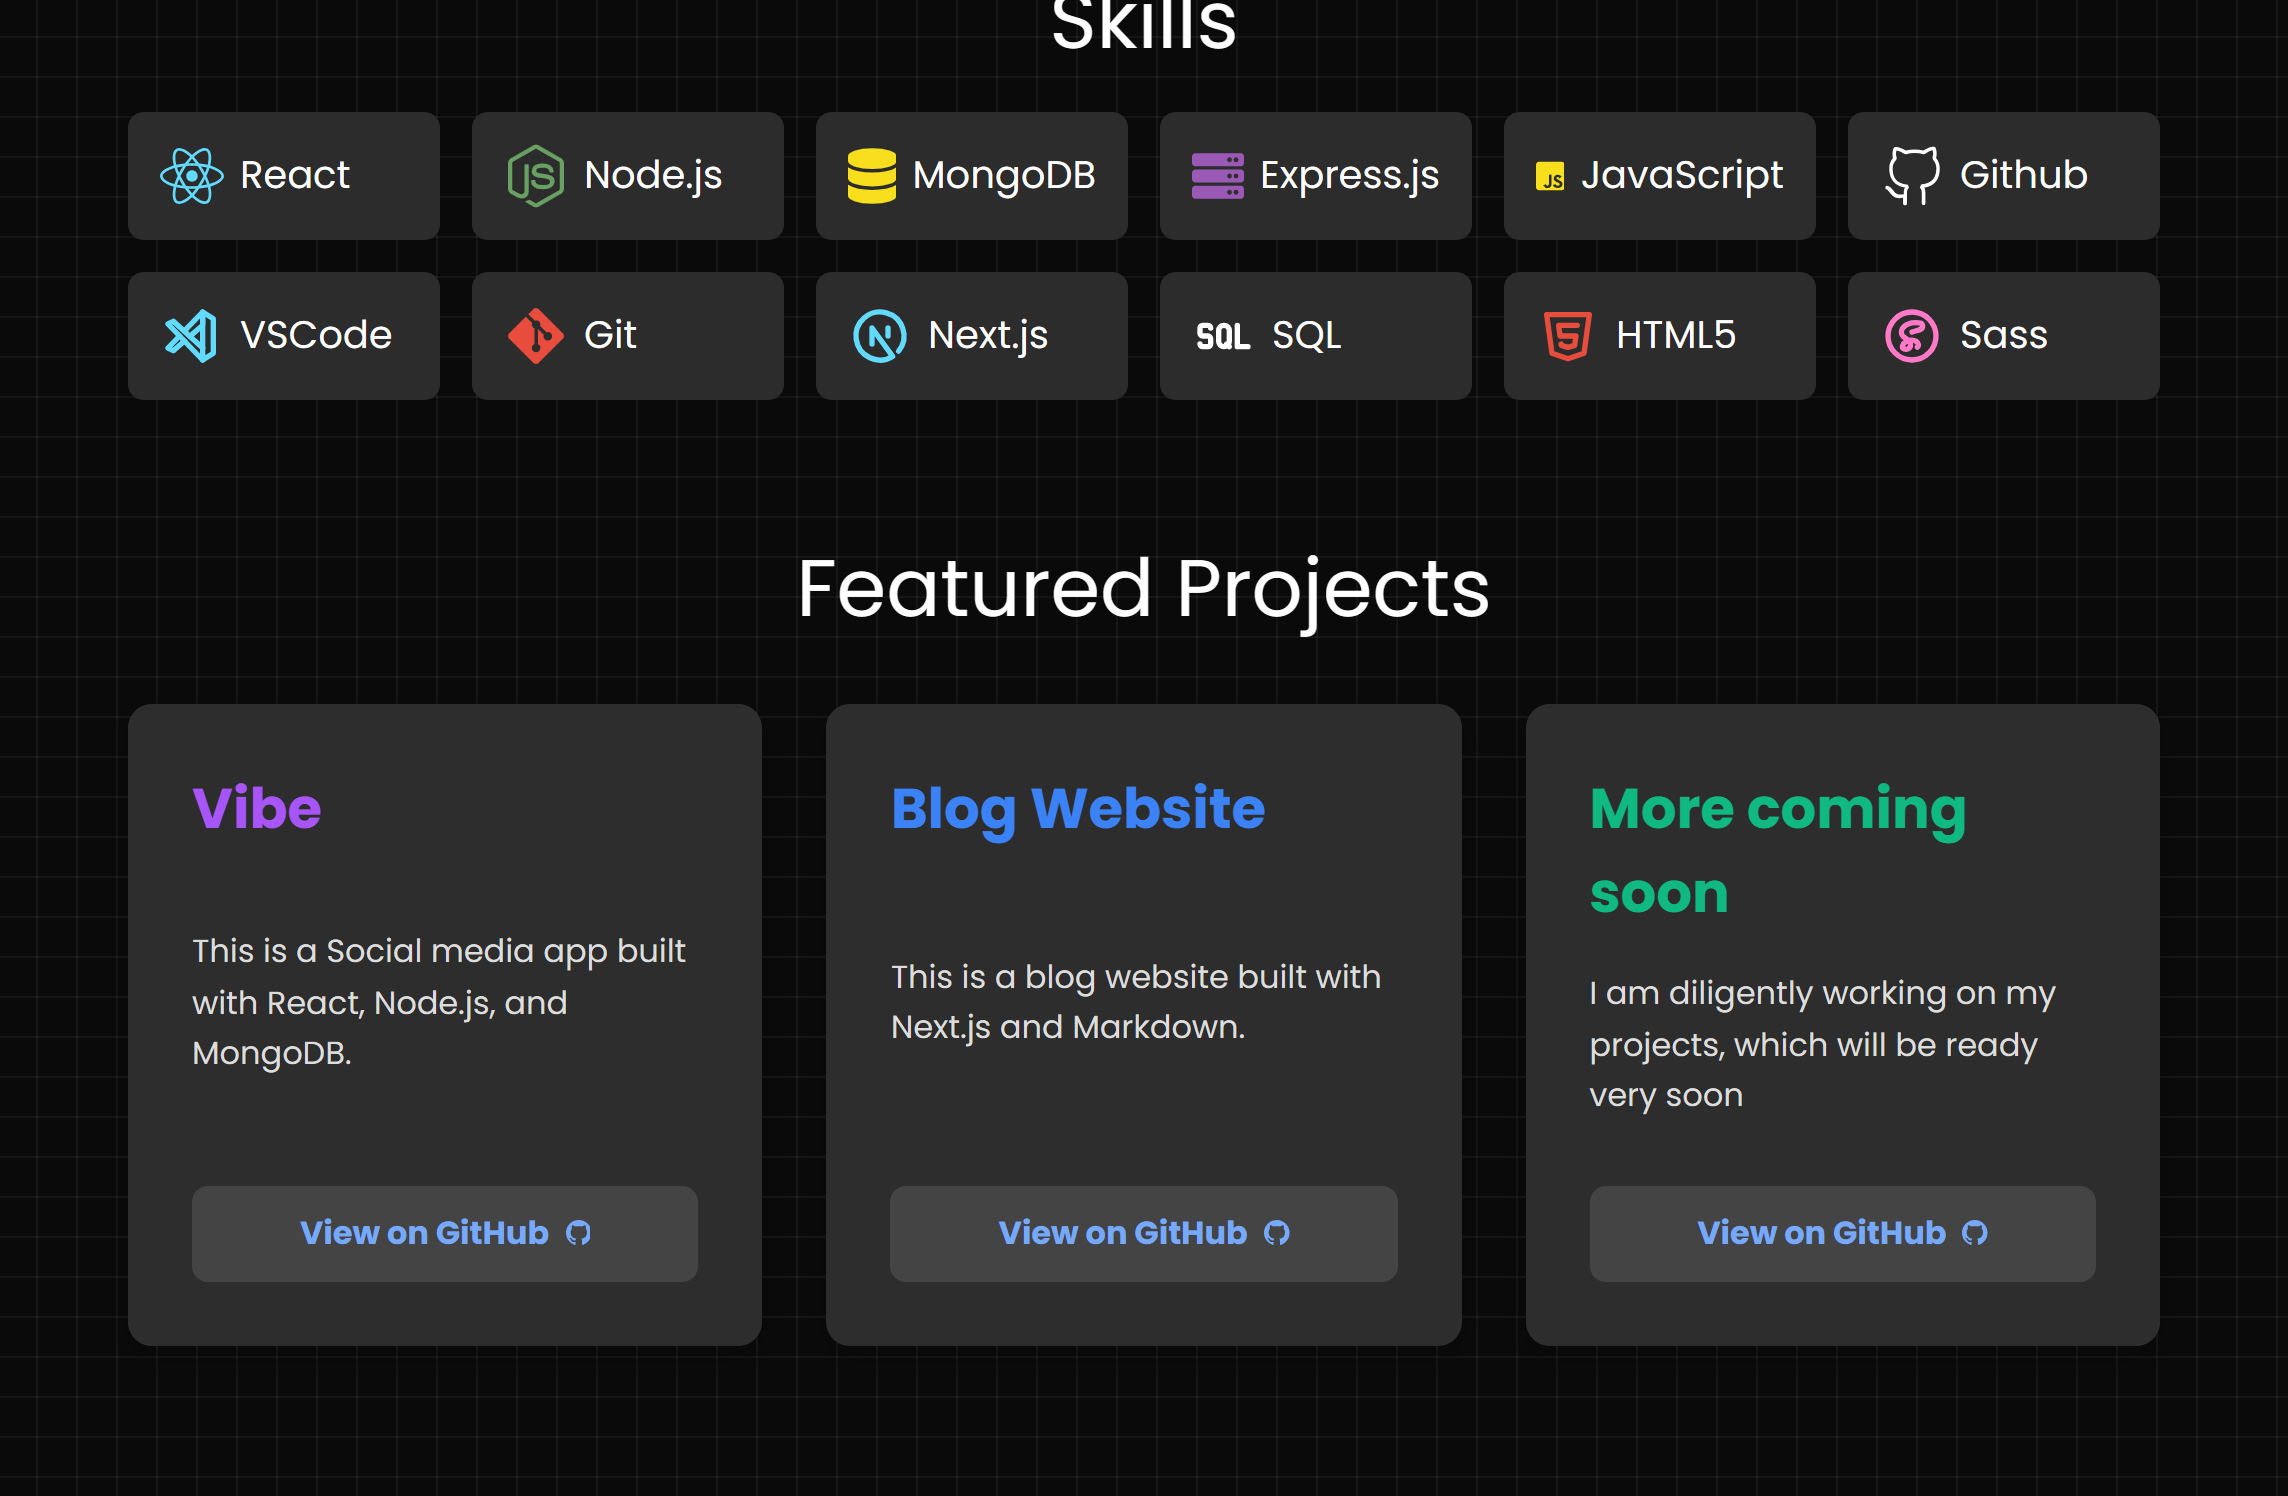 Skills
React
Node.js
MongoDB
Express.js
JS JavaScript
Github
VSCode
Git
Next.js
SQL SQL
HTML5
Sass
Featured Projects
Vibe
This is a Social media app built
with React, Node.js, and
MongoDB.
View on GitHub
Blog Website
This is a blog website built with
Next.js and Markdown.
View on GitHub
More coming
soon
I am diligently working on my
projects, which will be ready
very soon
View on GitHub